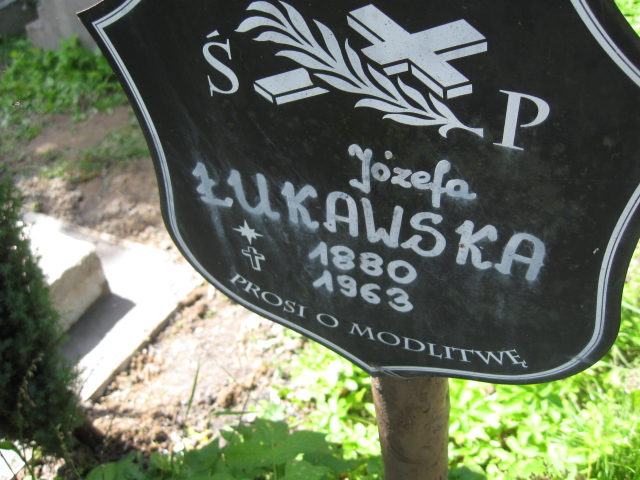 Ś P
Józefa
ŁUKAWSKA
1880
1963
PROSI O MODLITWĘ